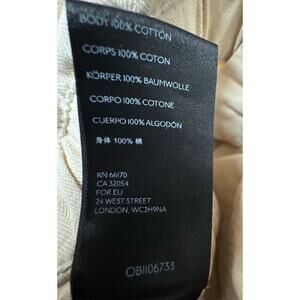 BODY 100% COTTON
CORPS 100% COTON
KÖRPER 100% BAUMWOLLE
CORPO 100% COTONE
CUERPO 100% ALGODÓN
身体 100% 棉
RN 66170
CA 32054
FOR EU
24 WEST STREET
LONDON, WC2H9NA
OB1106733